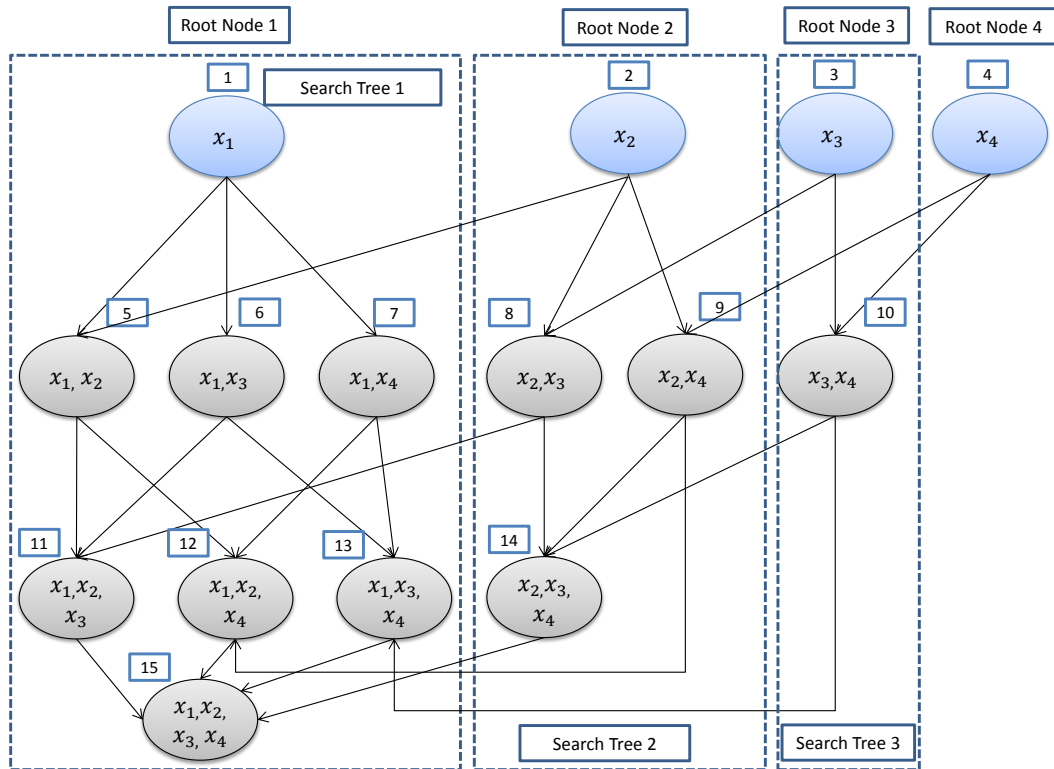 Root Node 1
Root Node 2
Root Node 3
Root Node 4
1
Search Tree 1
2
3
4
x₁
x₂
x₃
x₄
5
6
7
8
9
10
x₁, x₂
x₁,x₃
x₁,x₄
x₂,x₃
x₂,x₄
x₃,x₄
11
12
13
14
x₁,x₂,
x₃
x₁,x₂,
x₄
x₁,x₃,
x₄
x₂,x₃,
x₄
15
x₁,x₂,
x₃, x₄
Search Tree 2
Search Tree 3